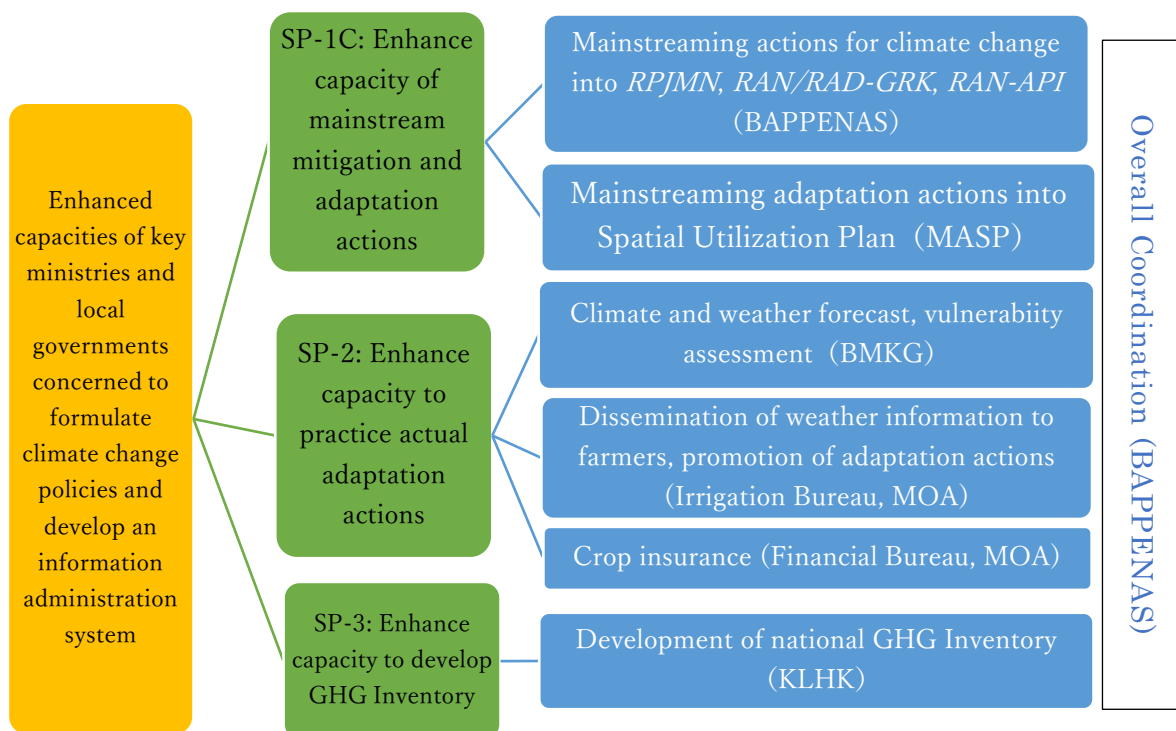 Enhanced
capacities of key
ministries and
local
governments
concerned to
formulate
climate change
policies and
develop an
information
administration
system
SP-1C: Enhance
capacity of
mainstream
mitigation and
adaptation
actions
Mainstreaming actions for climate change
into RPJMN, RAN/RAD-GRK, RAN-API
(BAPPENAS)
Mainstreaming adaptation actions into
Spatial Utilization Plan (MASP)
SP-2: Enhance
capacity to
practice actual
adaptation
actions
Climate and weather forecast, vulnerabiity
assessment (BMKG)
Dissemination of weather information to
farmers, promotion of adaptation actions
(Irrigation Bureau, MOA)
Crop insurance (Financial Bureau, MOA)
SP-3: Enhance
capacity to develop
GHG Inventory
Development of national GHG Inventory
(KLHK)
Overall Coordination (BAPPENAS)